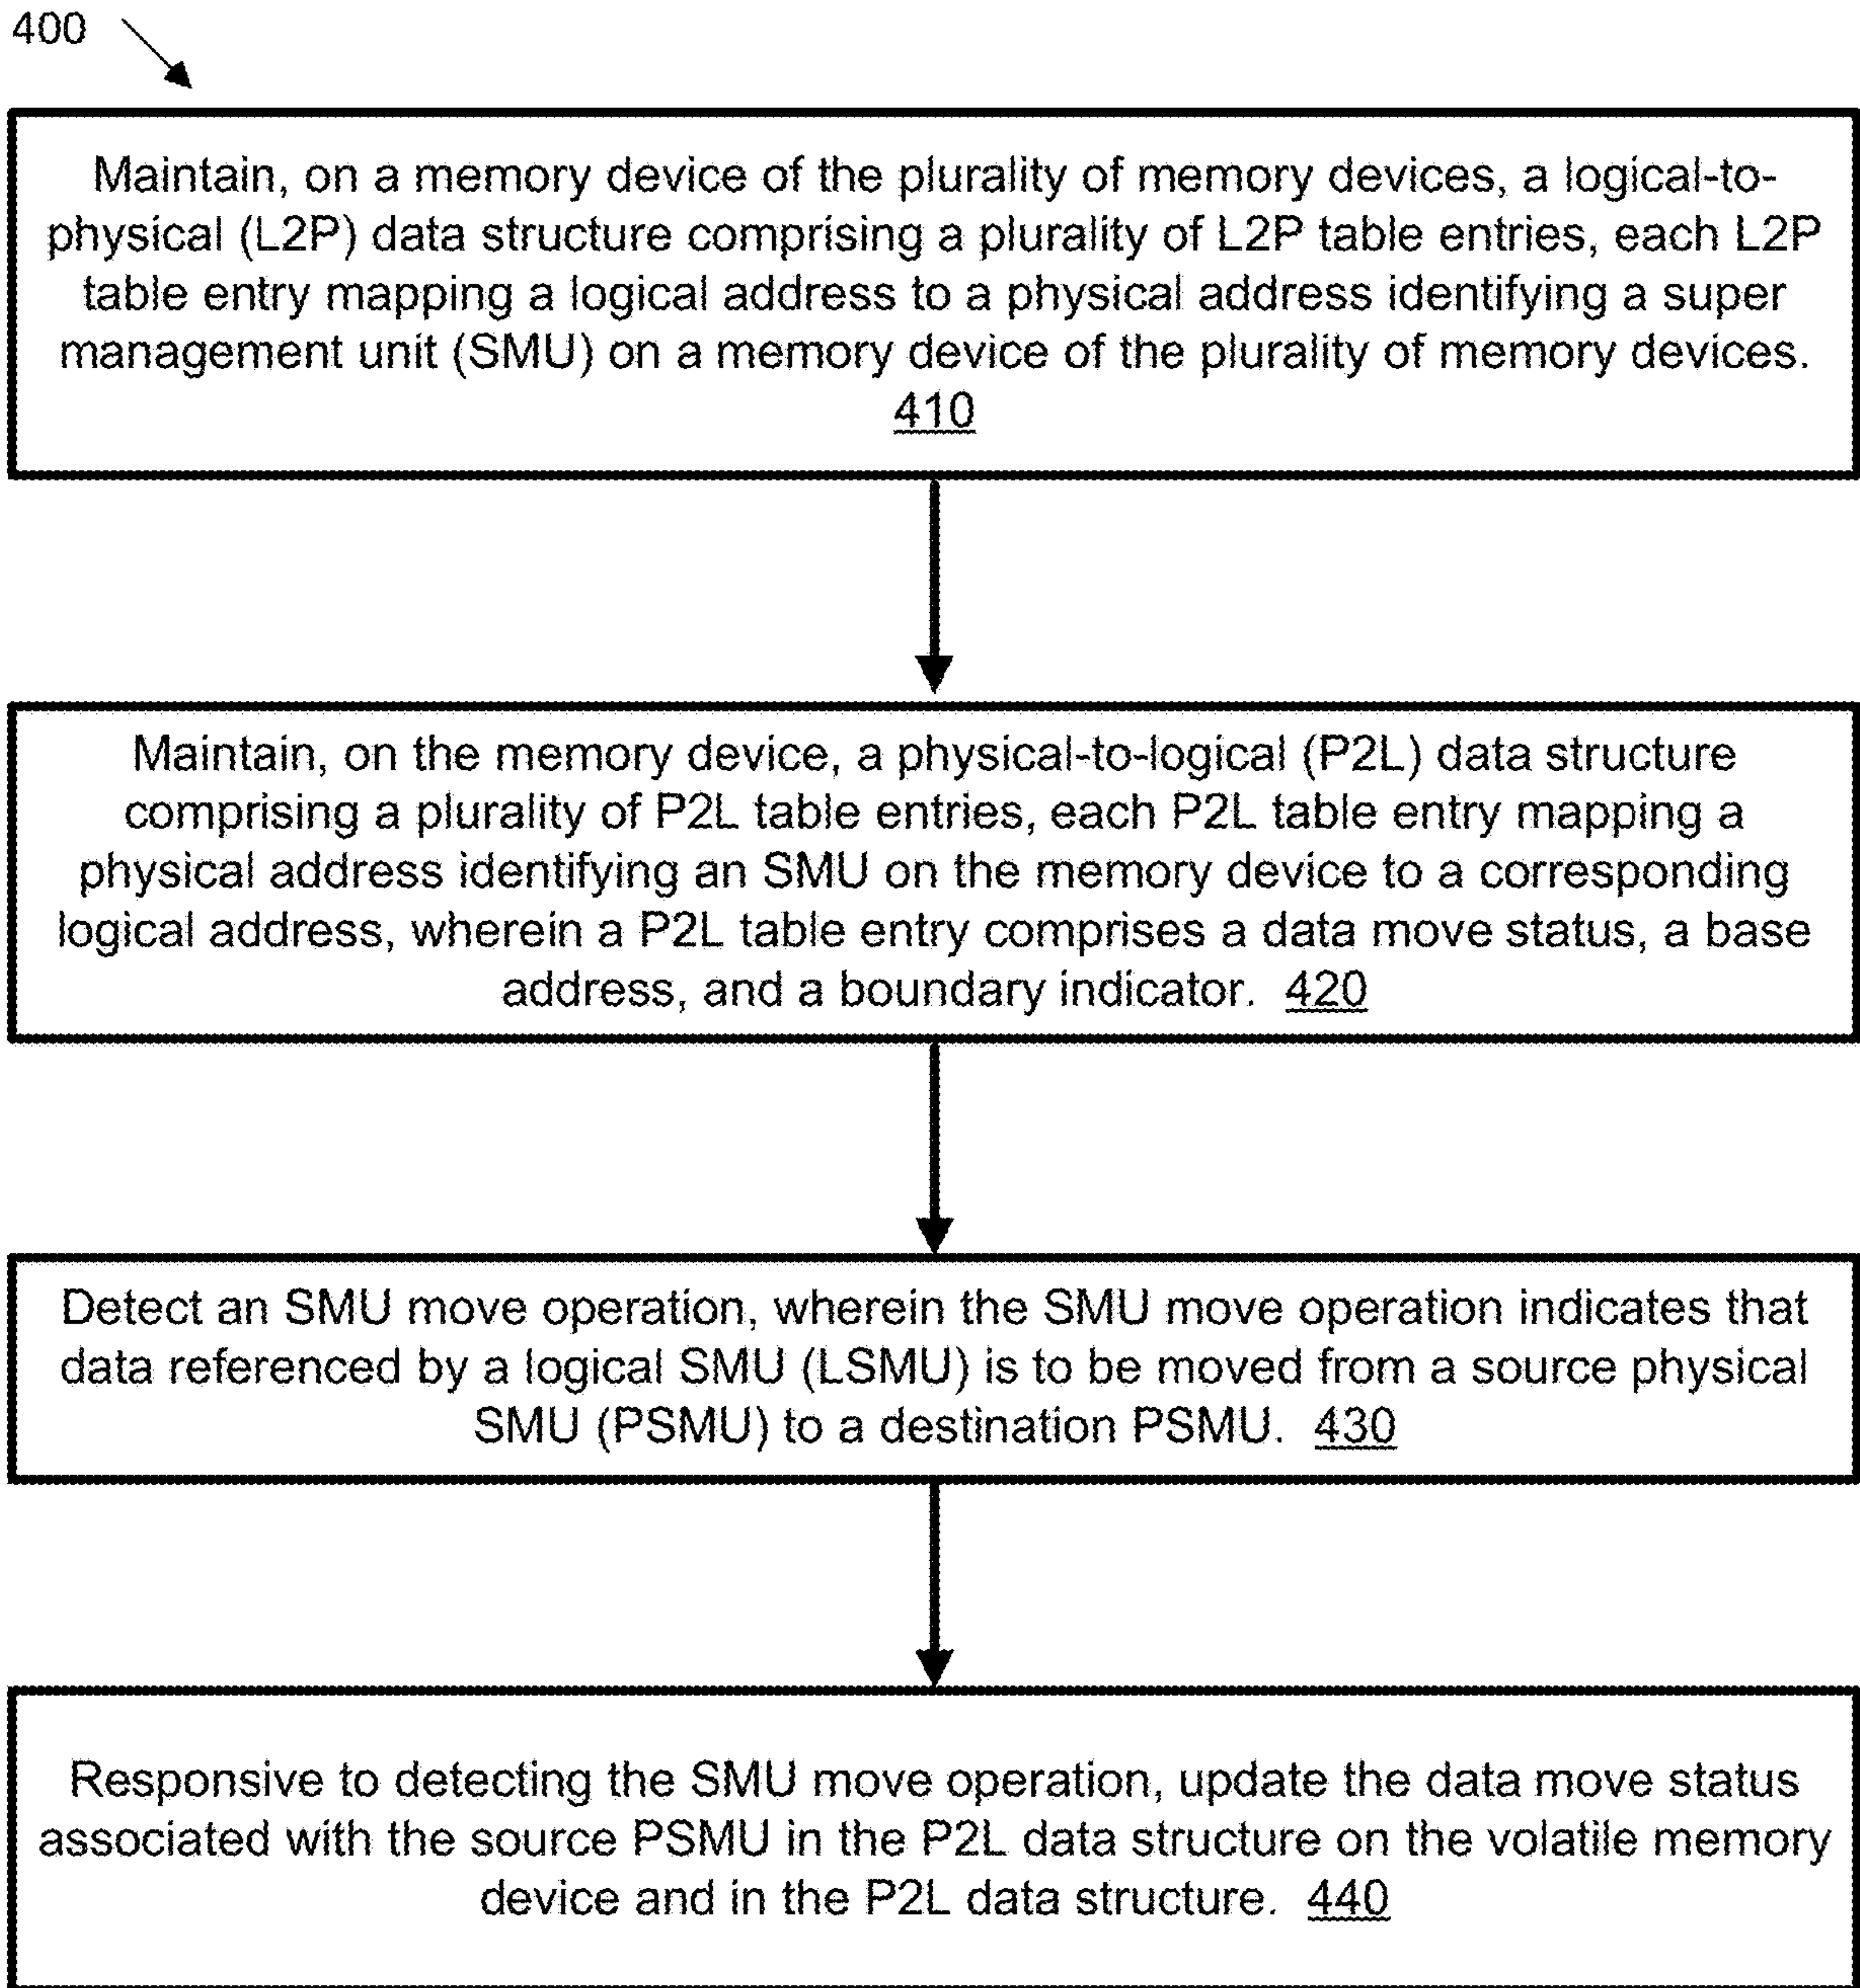 400
Maintain, on a memory device of the plurality of memory devices, a logical-to-
physical (L2P) data structure comprising a plurality of L2P table entries, each L2P
table entry mapping a logical address to a physical address identifying a super
management unit (SMU) on a memory device of the plurality of memory devices.
410
Maintain, on the memory device, a physical-to-logical (P2L) data structure
comprising a plurality of P2L table entries, each P2L table entry mapping a
physical address identifying an SMU on the memory device to a corresponding
logical address, wherein a P2L table entry comprises a data move status, a base
address, and a boundary indicator. 420
Detect an SMU move operation, wherein the SMU move operation indicates that
data referenced by a logical SMU (LSMU) is to be moved from a source physical
SMU (PSMU) to a destination PSMU. 430
Responsive to detecting the SMU move operation, update the data move status
associated with the source PSMU in the P2L data structure on the volatile memory
device and in the P2L data structure. 440